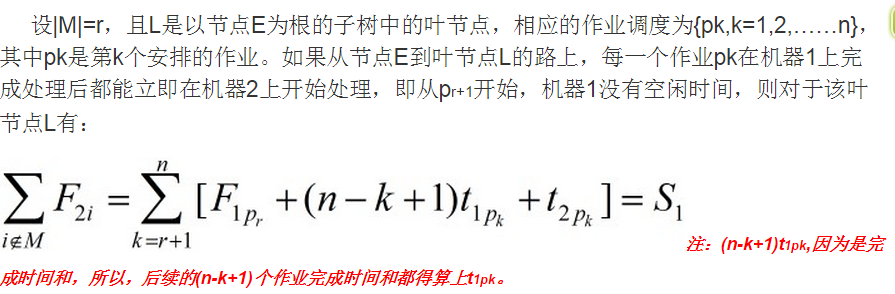 设|M|=r，且L是以节点E为根的子树中的叶节点，相应的作业调度为{pk,k=1,2,……n}，
其中pk是第k个安排的作业。如果从节点E到叶节点L的路上，每一个作业pk在机器1上完
成处理后都能立即在机器2上开始处理，即从pr+1开始，机器1没有空闲时间，则对于该叶
节点L有：
∑_{i∉M} F_{2i} = ∑_{k=r+1}^{n} [F_{1p_r} + (n − k + 1)t_{1p_k} + t_{2p_k}] = S_1 注：(n-k+1)t1pk,因为是完
成时间和，所以，后续的(n-k+1)个作业完成时间和都得算上t1pk。